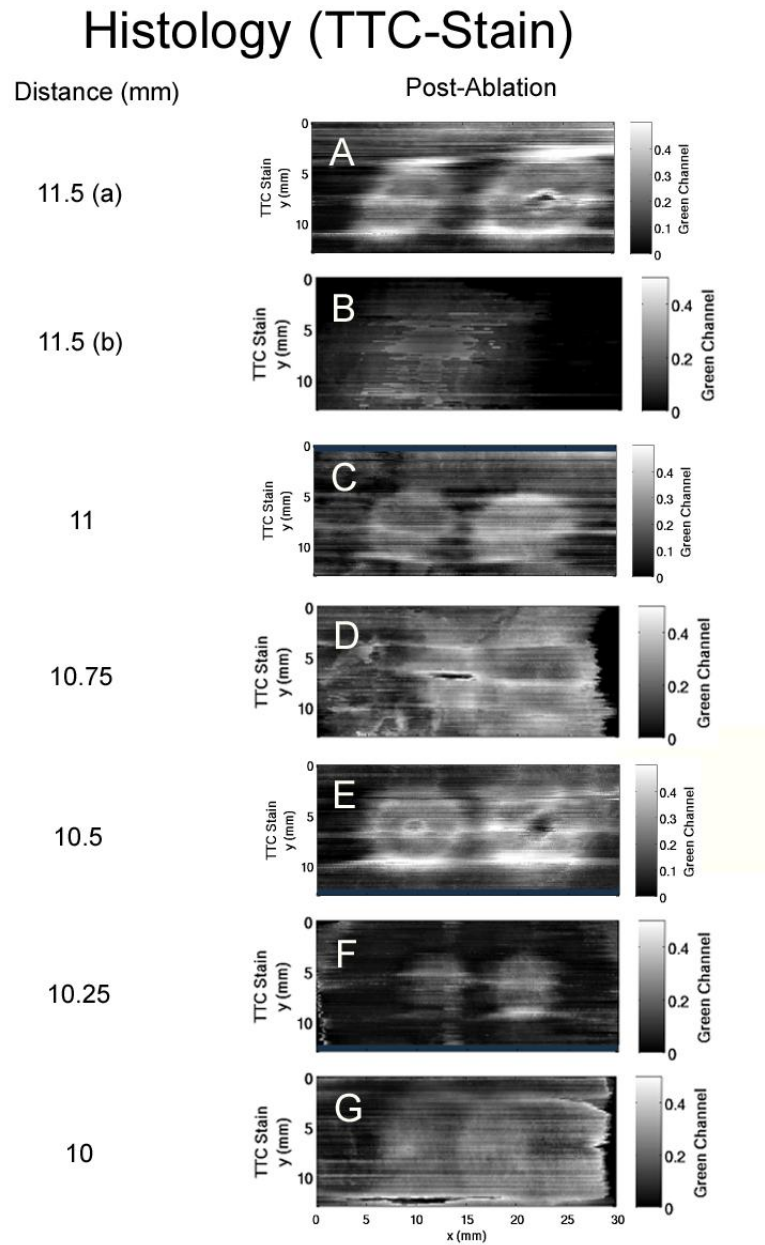 Histology (TTC-Stain)
Distance (mm)
Post-Ablation
11.5 (a)
A
0
5
10
TTC Stain
y (mm)
0.4
0.3
0.2
0.1
0
Green Channel
11.5 (b)
B
0
5
10
TTC Stain
y (mm)
0.4
0.2
0
Green Channel
11
C
0
5
10
TTC Stain
y (mm)
0.4
0.3
0.2
0.1
0
Green Channel
10.75
D
0
5
10
TTC Stain
y (mm)
0.4
0.2
0
Green Channel
10.5
E
0
5
10
TTC Stain
y (mm)
0.4
0.3
0.2
0.1
0
Green Channel
10.25
F
0
5
10
TTC Stain
y (mm)
0.4
0.2
0
Green Channel
10
G
0
5
10
TTC Stain
y (mm)
0.4
0.2
0
Green Channel
0 5 10 15 20 25 30
x (mm)